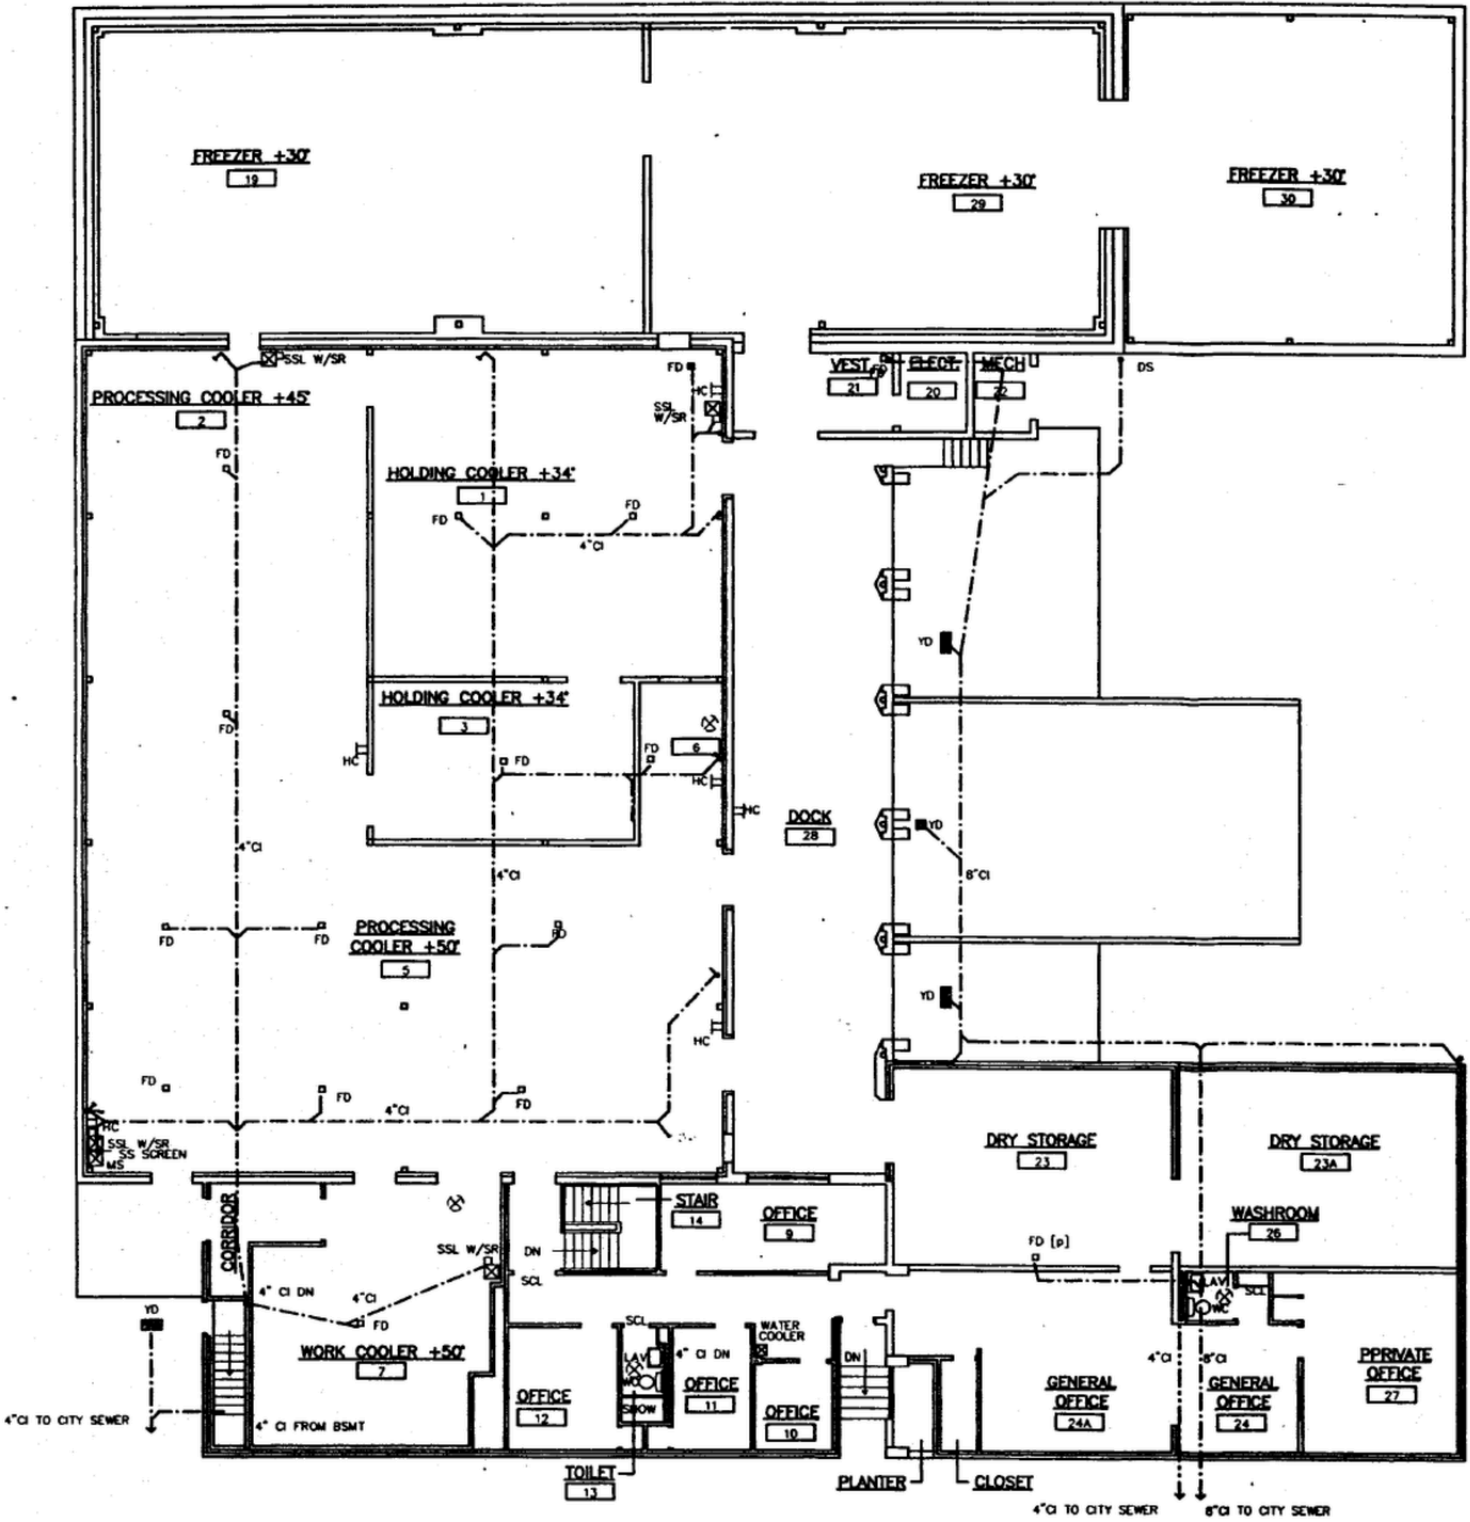 FREEZER +30°
19
FREEZER +30°
29
FREEZER +30°
30
SSL W/SR
PROCESSING COOLER +45°
2
FD
HC
SSL
W/SR
VEST.
21
FD
ELECT.
20
MECH
22
DS
FD
HOLDING COOLER +34°
1
FD
FD
4"CI
YD
HOLDING COOLER +34°
3
FD
HC
FD
FD
6
HC
HC
DOCK
28
YD
4"CI
4"CI
8"CI
FD
FD
PROCESSING
COOLER +50°
5
FD
YD
HC
FD
FD
FD
4"CI
HC
SSL W/SR
SS SCREEN
MS
DRY STORAGE
23
DRY STORAGE
23A
CORRIDOR
STAIR
14
OFFICE
9
WASHROOM
26
SSL W/SR
DN
SCL
FD [p]
LAV
WC
SCL
4" CI DN
4"CI
FD
YD
WORK COOLER +50°
7
SCL
LAV
WC
SHOW
4" CI DN
WATER
COOLER
DN
4"CI
8"CI
OFFICE
12
OFFICE
11
OFFICE
10
GENERAL
OFFICE
24A
GENERAL
OFFICE
24
PPRIVATE
OFFICE
27
4"CI TO CITY SEWER
4" CI FROM BSMT
TOILET
13
PLANTER
CLOSET
4"CI TO CITY SEWER
8"CI TO CITY SEWER